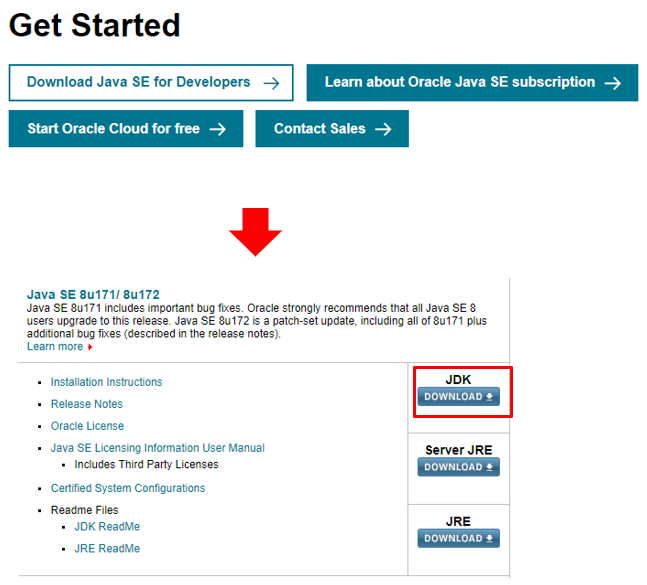 Get Started
Download Java SE for Developers
Learn about Oracle Java SE subscription
Start Oracle Cloud for free
Contact Sales
Java SE 8u171/ 8u172
Java SE 8u171 includes important bug fixes. Oracle strongly recommends that all Java SE 8
users upgrade to this release. Java SE 8u172 is a patch-set update, including all of 8u171 plus
additional bug fixes (described in the release notes).
Learn more
Installation Instructions
Release Notes
Oracle License
Java SE Licensing Information User Manual
Includes Third Party Licenses
Certified System Configurations
Readme Files
JDK ReadMe
JRE ReadMe
JDK
DOWNLOAD
Server JRE
DOWNLOAD
JRE
DOWNLOAD